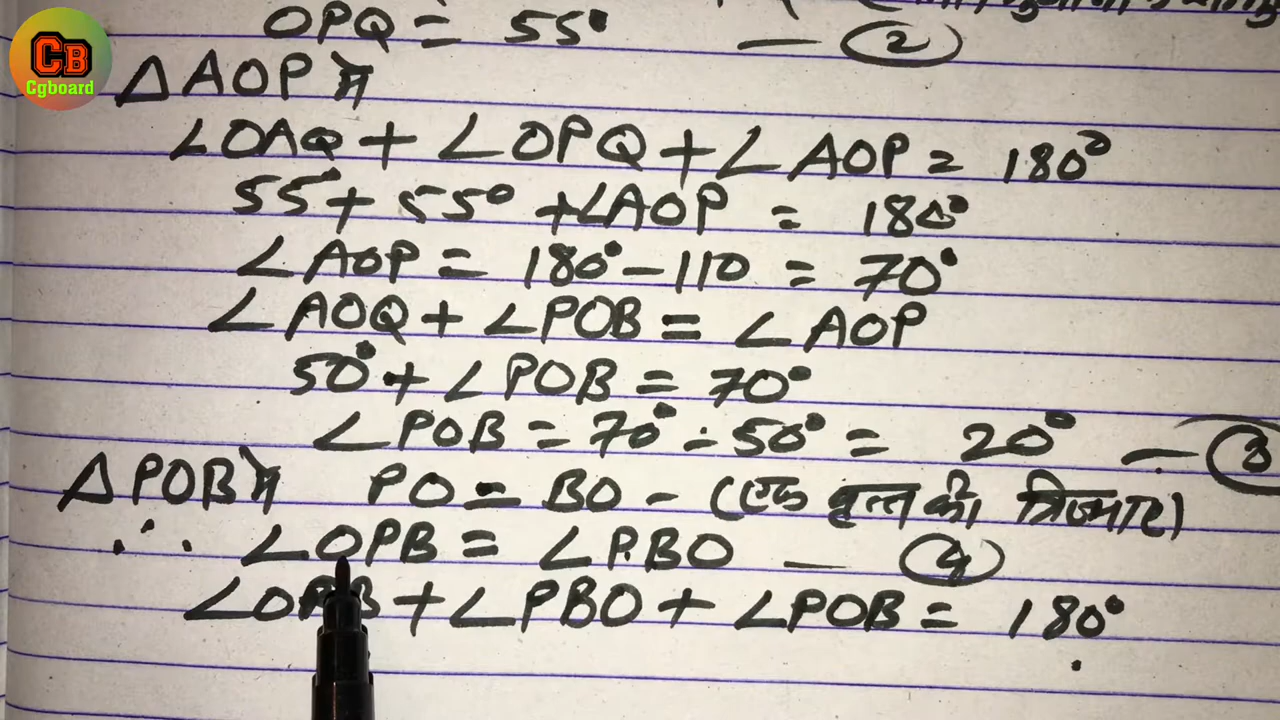 OPQ = 55° — (2)
CB
Cgboard
ΔAOP में
∠OAQ + ∠OPQ + ∠AOP = 180°
55 + 55° + ∠AOP = 180°
∠AOP = 180° - 110 = 70°
∠AOQ + ∠POB = ∠AOP
50° + ∠POB = 70°
∠POB = 70° - 50° = 20° — (3)
ΔPOB में PO = BO - (एक वृत्त की त्रिज्याएं)
∴ ∠OPB = ∠PBO — (4)
∠OPB + ∠PBO + ∠POB = 180°